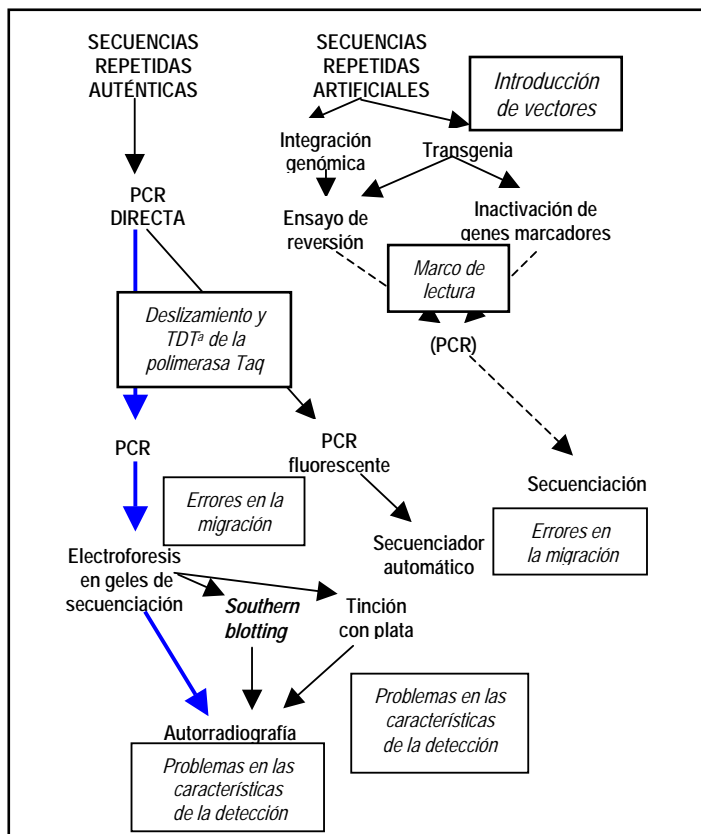 SECUENCIAS
REPETIDAS
AUTÉNTICAS
SECUENCIAS
REPETIDAS
ARTIFICIALES
Introducción
de vectores
Integración
genómica
Transgenia
PCR
DIRECTA
Ensayo de
reversión
Inactivación de
genes marcadores
Marco de
lectura
Deslizamiento y
TDTª de la
polimerasa Taq
(PCR)
PCR
PCR
fluorescente
Secuenciación
Errores en la
migración
Errores en
la migración
Secuenciador
automático
Electroforesis
en geles de
secuenciación
Southern
blotting
Tinción
con plata
Problemas en las
características
de la detección
Autorradiografía
Problemas en las
características
de la detección